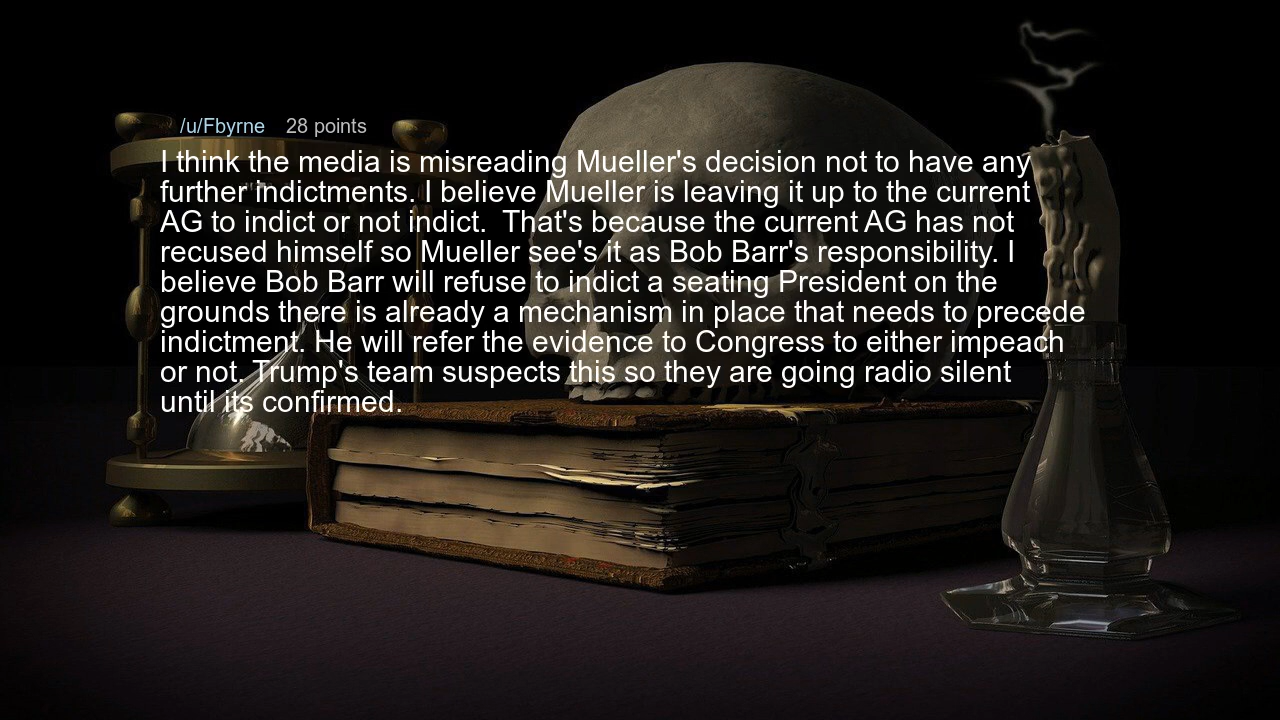 /u/Fbyrne 28 points
I think the media is misreading Mueller's decision not to have any
further indictments. I believe Mueller is leaving it up to the current
AG to indict or not indict.  That's because the current AG has not
recused himself so Mueller see's it as Bob Barr's responsibility. I
believe Bob Barr will refuse to indict a seating President on the
grounds there is already a mechanism in place that needs to precede
indictment. He will refer the evidence to Congress to either impeach
or not. Trump's team suspects this so they are going radio silent
until its confirmed.